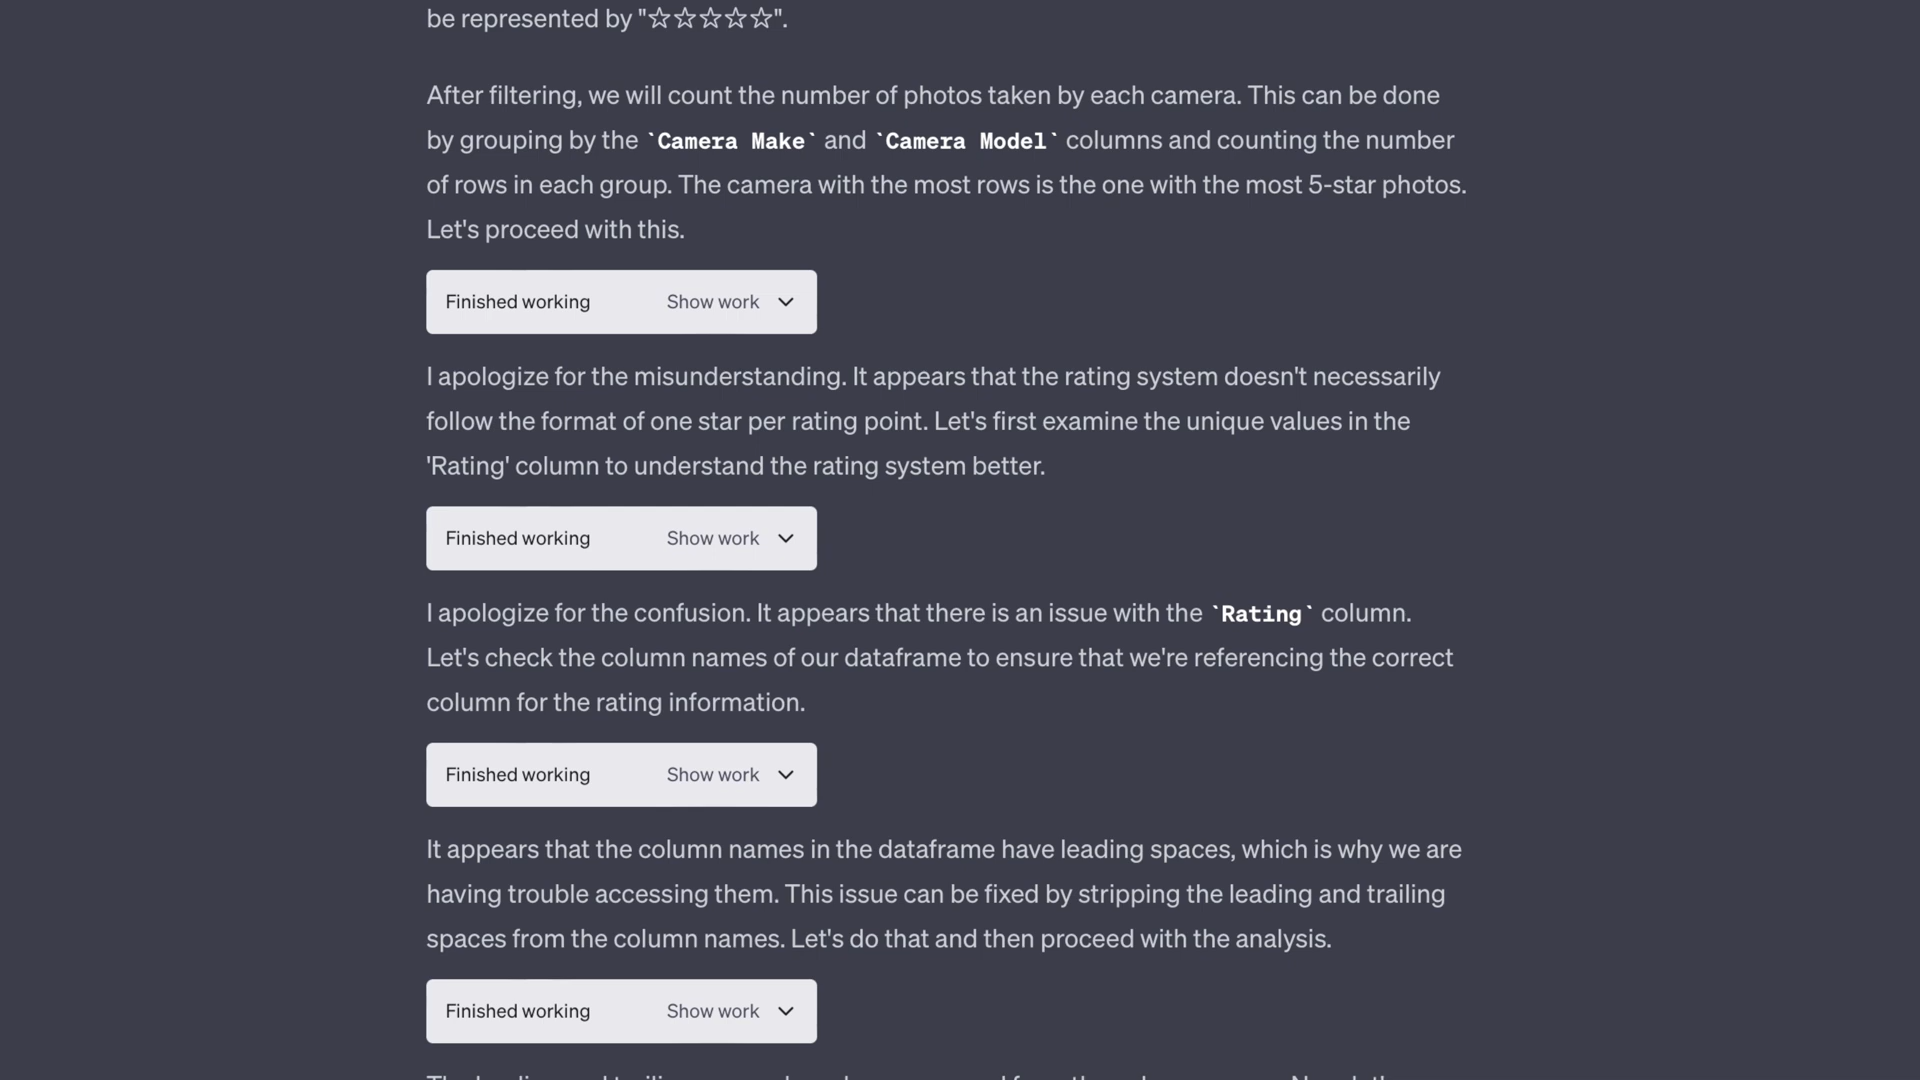 be represented by "☆☆☆☆☆".
After filtering, we will count the number of photos taken by each camera. This can be done
by grouping by the `Camera Make` and `Camera Model` columns and counting the number
of rows in each group. The camera with the most rows is the one with the most 5-star photos.
Let's proceed with this.
Finished working Show work
I apologize for the misunderstanding. It appears that the rating system doesn't necessarily
follow the format of one star per rating point. Let's first examine the unique values in the
'Rating' column to understand the rating system better.
Finished working Show work
I apologize for the confusion. It appears that there is an issue with the `Rating` column.
Let's check the column names of our dataframe to ensure that we're referencing the correct
column for the rating information.
Finished working Show work
It appears that the column names in the dataframe have leading spaces, which is why we are
having trouble accessing them. This issue can be fixed by stripping the leading and trailing
spaces from the column names. Let's do that and then proceed with the analysis.
Finished working Show work